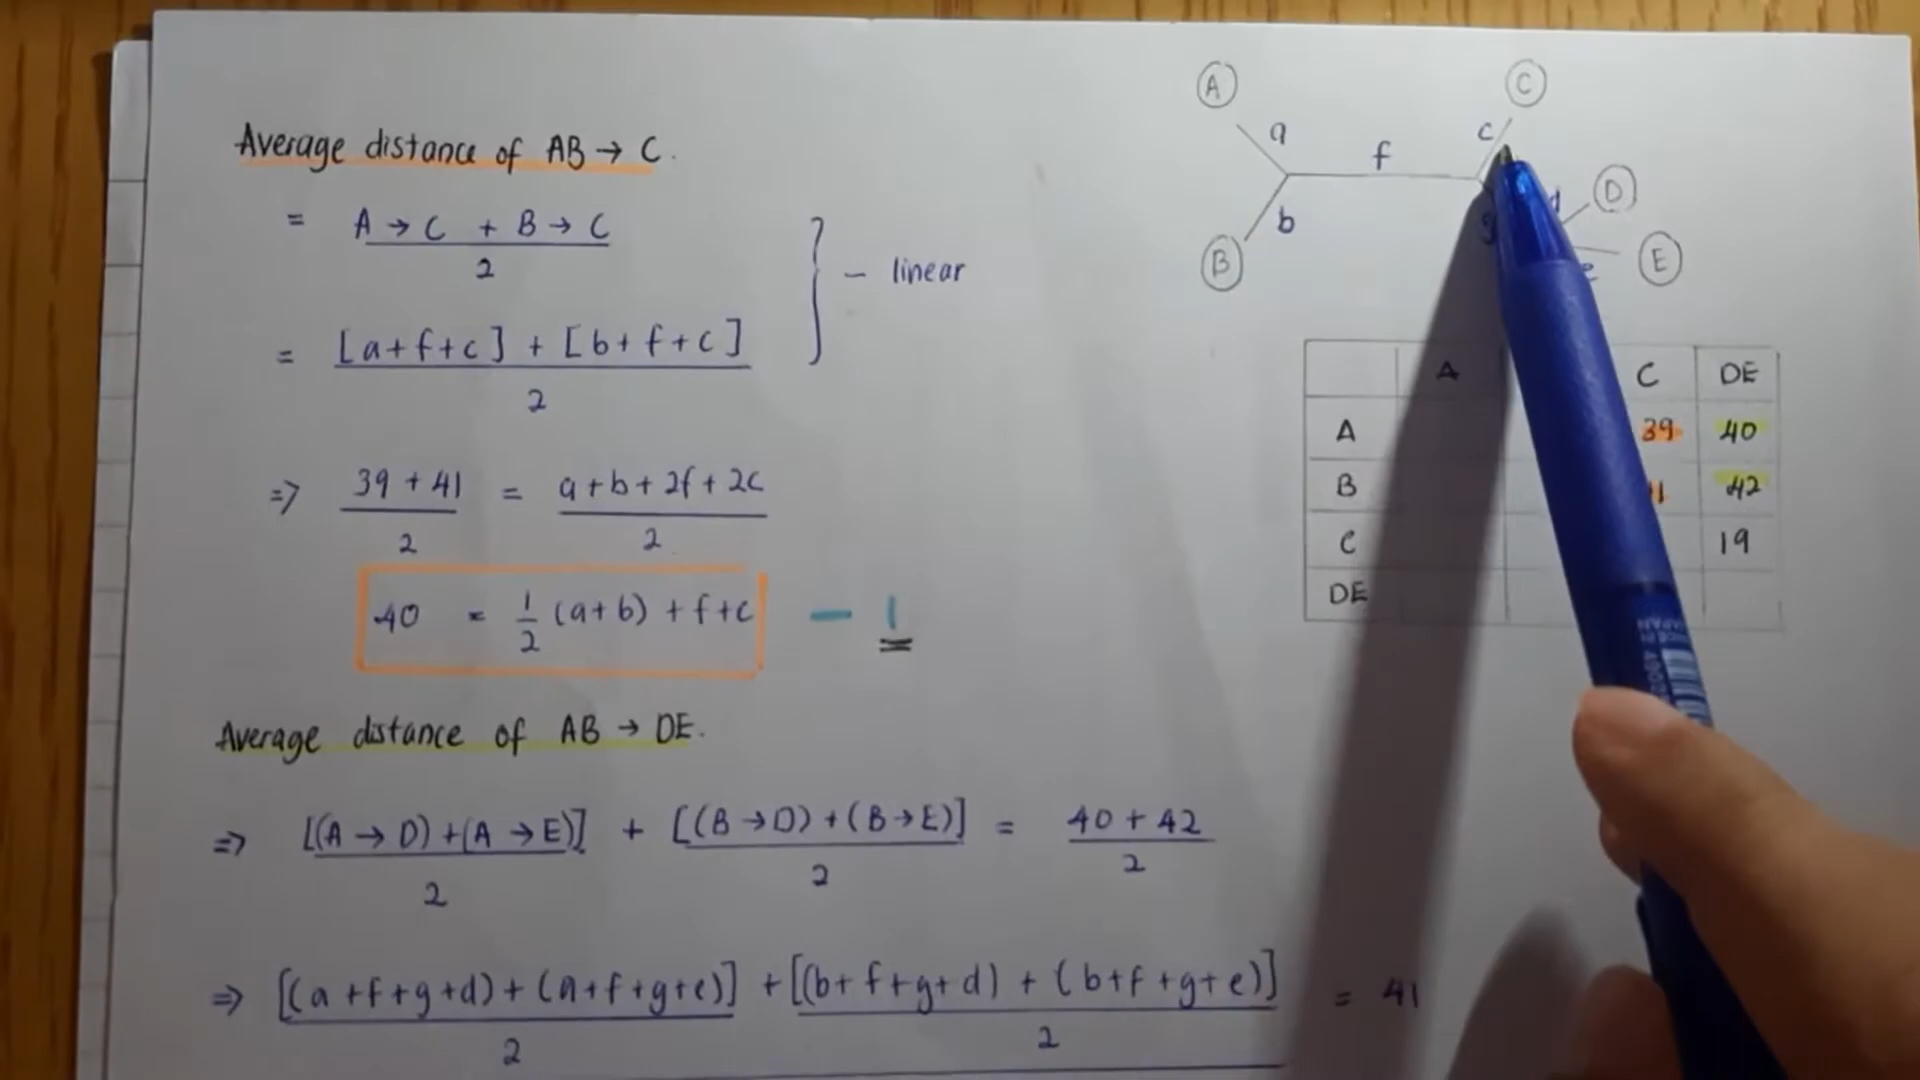 Average distance of AB → C.
= A → C + B → C
2
= [a+f+c] + [b+f+c]
2
} - linear
=> 39 + 41 = a+b+2f+2c
2 2
40 = 1/2 (a+b) + f+c - 1
Average distance of AB → DE.
=> [(A → D)+(A → E)] + [(B → D)+(B → E)] = 40 + 42
2 2 2
=> [(a+f+g+d)+(a+f+g+e)] + [(b+f+g+d) + (b+f+g+e)] = 41
2 2
A C
a c
f
b g d D
B e E
A C DE
A 39 40
B 42
C 19
DE
JAPAN